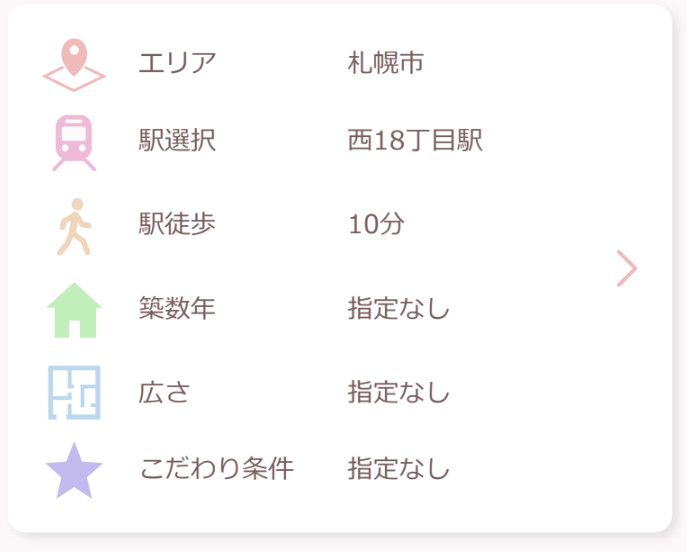 エリア 札幌市
駅選択 西18丁目駅
駅徒歩 10分
築数年 指定なし
広さ 指定なし
こだわり条件 指定なし